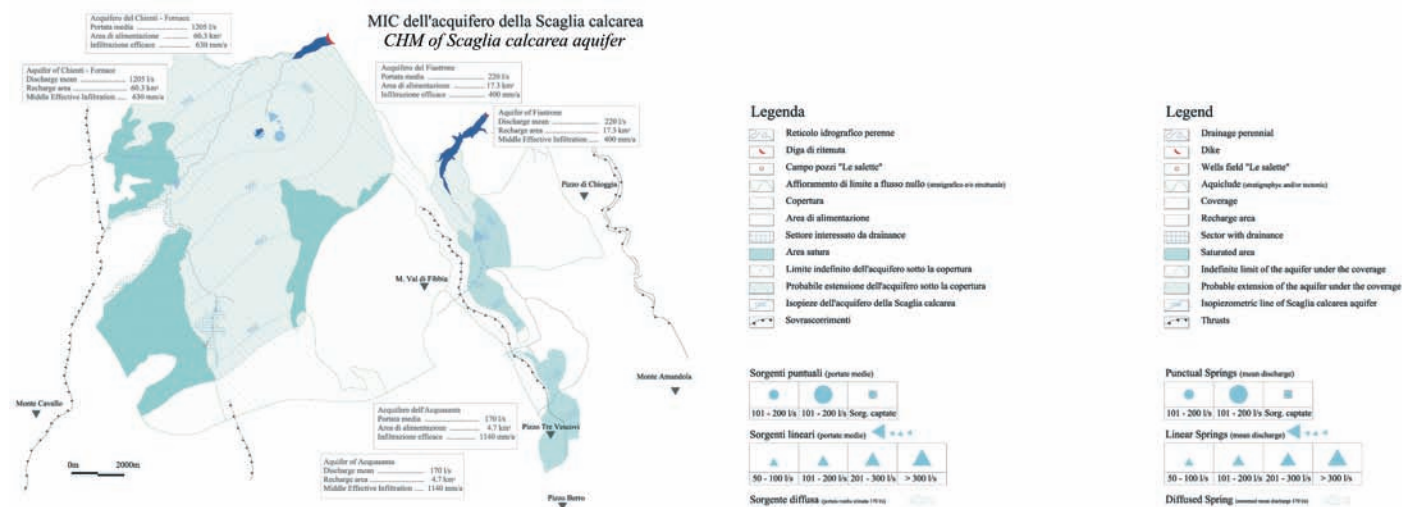 MIC dell'acquifero della Scaglia calcarea
CHM of Scaglia calcarea aquifer
Acquifero del Chienti - Fornace
Portata media ........ 1205 l/s
Area di alimentazione ........ 60.3 km²
Infiltrazione efficace ........ 630 mm/a
Aquifer of Chienti - Fornace
Discharge mean ........ 1205 l/s
Recharge area ........ 60.3 km²
Middle Effective Infiltration .... 630 mm/a
Acquifero del Fiastrone
Portata media ........ 220 l/s
Area di alimentazione ........ 17.3 km²
Infiltrazione efficace ........ 400 mm/a
Aquifer of Fiastrone
Discharge mean ........ 220 l/s
Recharge area ........ 17.3 km²
Middle Effective Infiltration .... 400 mm/a
Pizzo di Chioggia
M. Val di Fibbia
Monte Amandola
Monte Cavallo
Acquifero dell'Acquasanta
Portata media ........ 170 l/s
Area di alimentazione ........ 4.7 km²
Infiltrazione efficace ........ 1140 mm/a
Pizzo Tre Vescovi
Aquifer of Acquasanta
Discharge mean ........ 170 l/s
Recharge area ........ 4.7 km²
Middle Effective Infiltration .... 1140 mm/a
Pizzo Berro
0m 2000m
Legenda
Reticolo idrografico perenne
Diga di ritenuta
Campo pozzi "Le salette"
Affioramento di limite a flusso nullo (stratigrafico e/o strutturale)
Copertura
Area di alimentazione
Settore interessato da drainance
Area satura
Limite indefinito dell'acquifero sotto la copertura
Probabile estensione dell'acquifero sotto la copertura
Isopieze dell'acquifero della Scaglia calcarea
Sovrascorrimenti
Sorgenti puntuali (portate medie)
101 - 200 l/s 101 - 200 l/s Sorg. captate
Sorgenti lineari (portate medie)
50 - 100 l/s 101 - 200 l/s 201 - 300 l/s > 300 l/s
Sorgente diffusa (portata media stimata 170 l/s)
Legend
Drainage perennial
Dike
Wells field "Le salette"
Aquiclude (stratigraphyc and/or tectonic)
Coverage
Recharge area
Sector with drainance
Saturated area
Indefinite limit of the aquifer under the coverage
Probable extension of the aquifer under the coverage
Isopiezometric line of Scaglia calcarea aquifer
Thrusts
Punctual Springs (mean discharge)
101 - 200 l/s 101 - 200 l/s Sorg. captate
Linear Springs (mean discharge)
50 - 100 l/s 101 - 200 l/s 201 - 300 l/s > 300 l/s
Diffused Spring